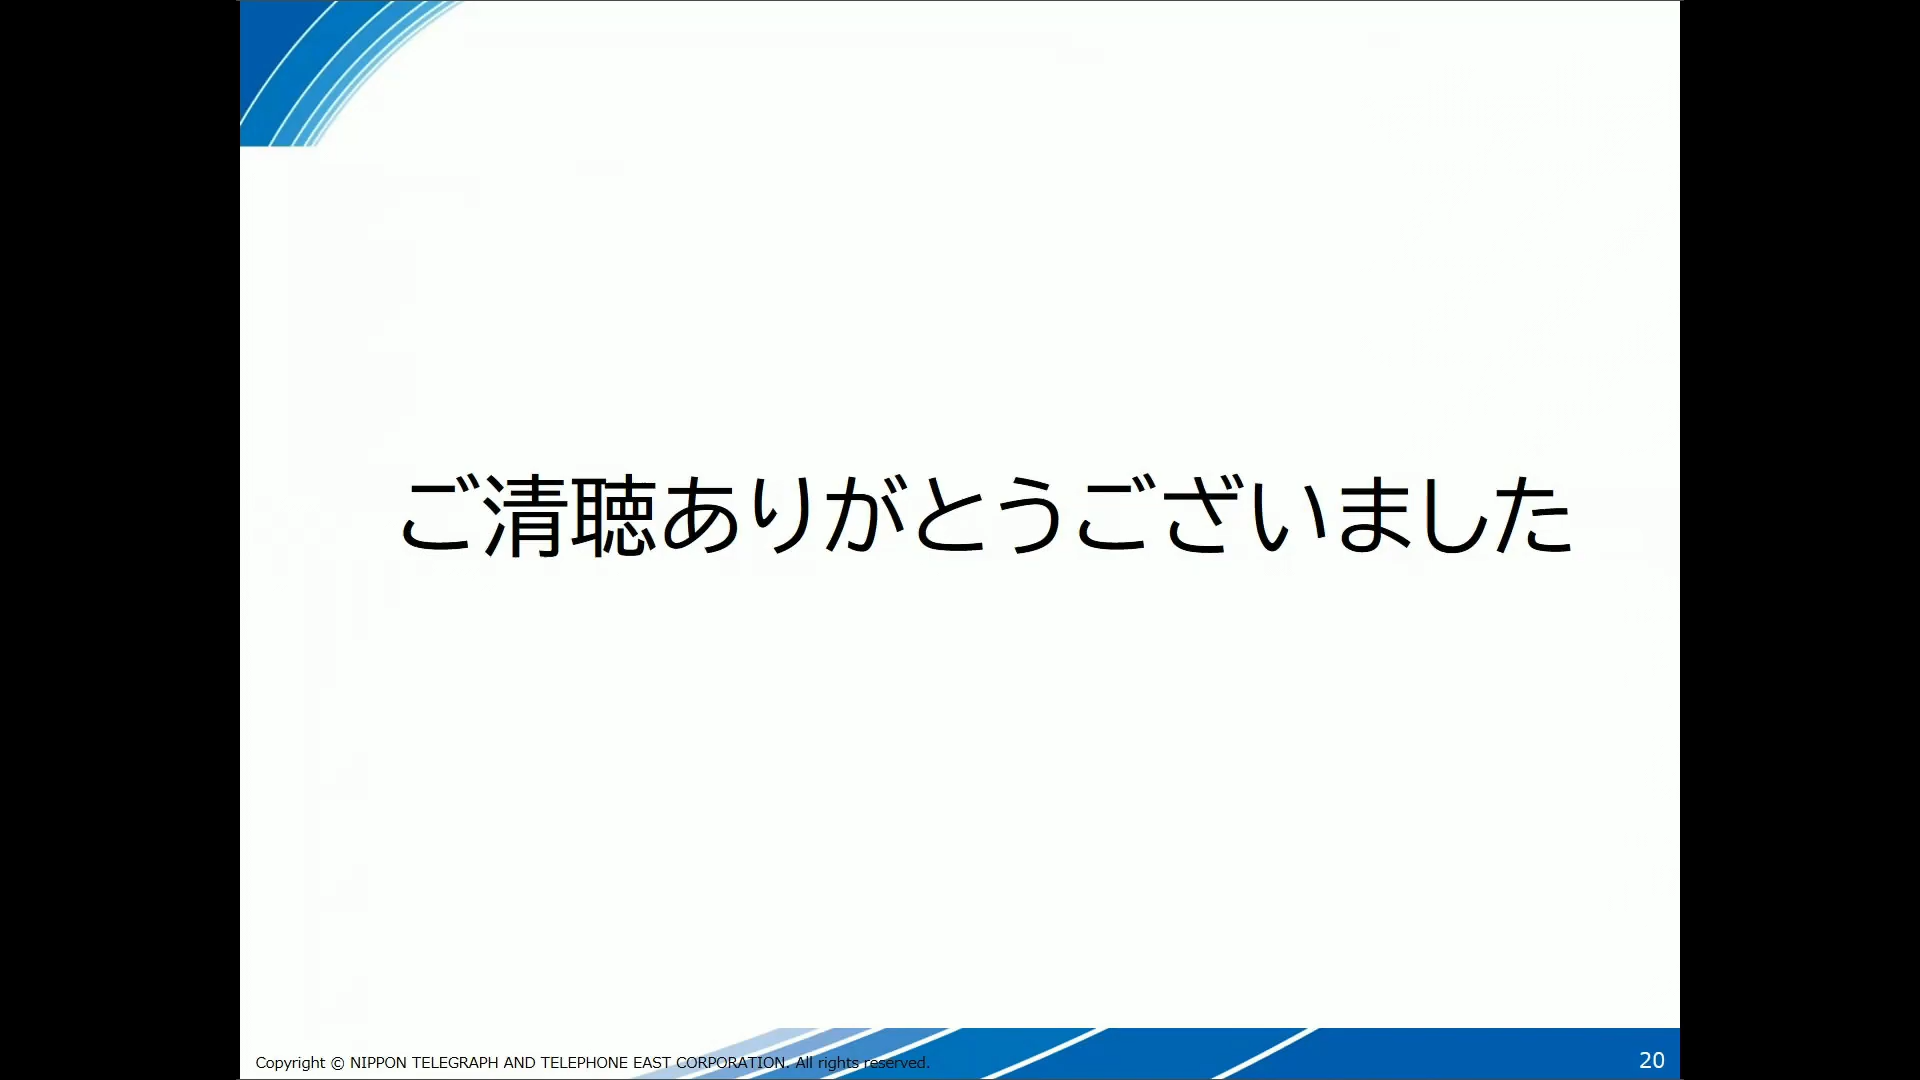 ご清聴ありがとうございました
Copyright © NIPPON TELEGRAPH AND TELEPHONE EAST CORPORATION. All rights reserved.
20